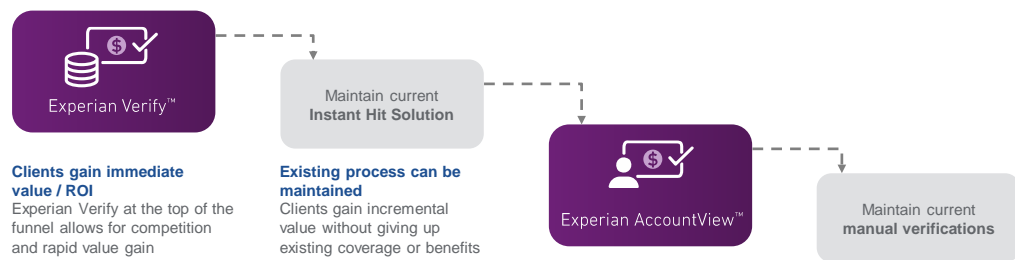 Experian Verify™
Maintain current
Instant Hit Solution
Clients gain immediate
value / ROI
Experian Verify at the top of the
funnel allows for competition
and rapid value gain
Existing process can be
maintained
Clients gain incremental
value without giving up
existing coverage or benefits
Experian AccountView™
Maintain current
manual verifications